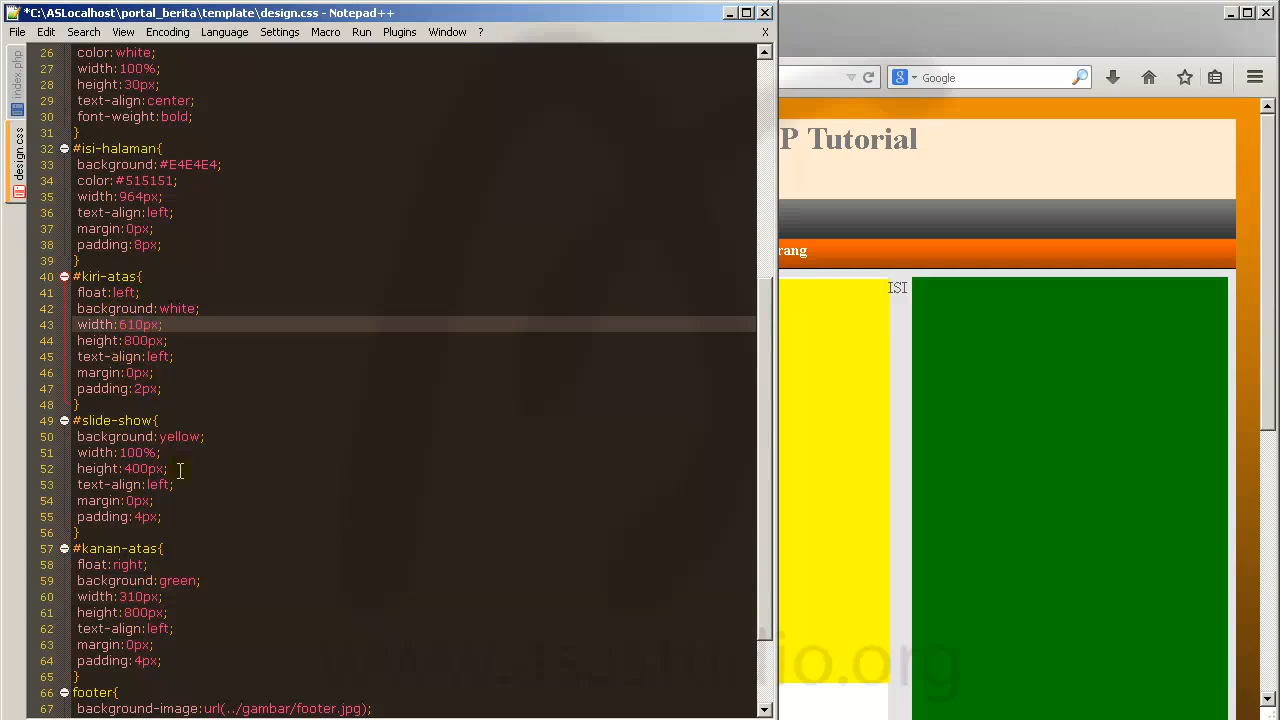 *C:\ASLocalhost\portal_berita\template\design.css - Notepad++
File Edit Search View Encoding Language Settings Macro Run Plugins Window ? X
index.php
design.css
26 color:white;
27 width:100%;
28 height:30px;
29 text-align:center;
30 font-weight:bold;
31 }
32 #isi-halaman{
33 background:#E4E4E4;
34 color:#515151;
35 width:964px;
36 text-align:left;
37 margin:0px;
38 padding:8px;
39 }
40 #kiri-atas{
41 float:left;
42 background:white;
43 width:610px;
44 height:800px;
45 text-align:left;
46 margin:0px;
47 padding:2px;
48 }
49 #slide-show{
50 background:yellow;
51 width:100%;
52 height:400px;
53 text-align:left;
54 margin:0px;
55 padding:4px;
56 }
57 #kanan-atas{
58 float:right;
59 background:green;
60 width:310px;
61 height:800px;
62 text-align:left;
63 margin:0px;
64 padding:4px;
65 }
66 footer{
67 background-image:url(../gambar/footer.jpg);
Google
P Tutorial
rang
ISI
www.asastudio.org